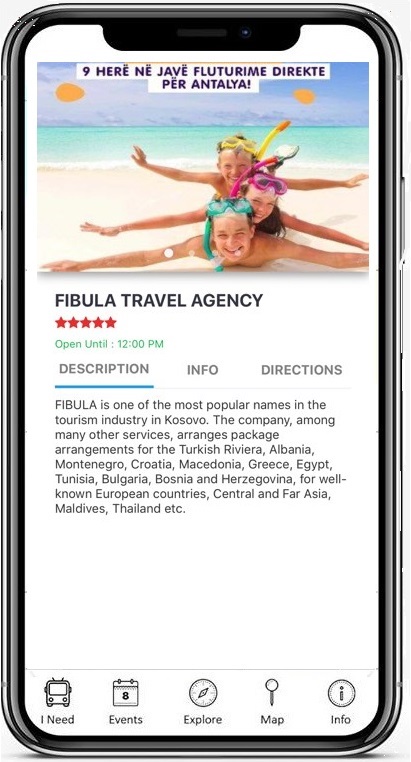 9 HERË NË JAVË FLUTURIME DIREKTE
PËR ANTALYA!
FIBULA TRAVEL AGENCY
Open Until : 12:00 PM
DESCRIPTION INFO DIRECTIONS
FIBULA is one of the most popular names in the
tourism industry in Kosovo. The company, among
many other services, arranges package
arrangements for the Turkish Riviera, Albania,
Montenegro, Croatia, Macedonia, Greece, Egypt,
Tunisia, Bulgaria, Bosnia and Herzegovina, for well-
known European countries, Central and Far Asia,
Maldives, Thailand etc.
8
I Need Events Explore Map Info